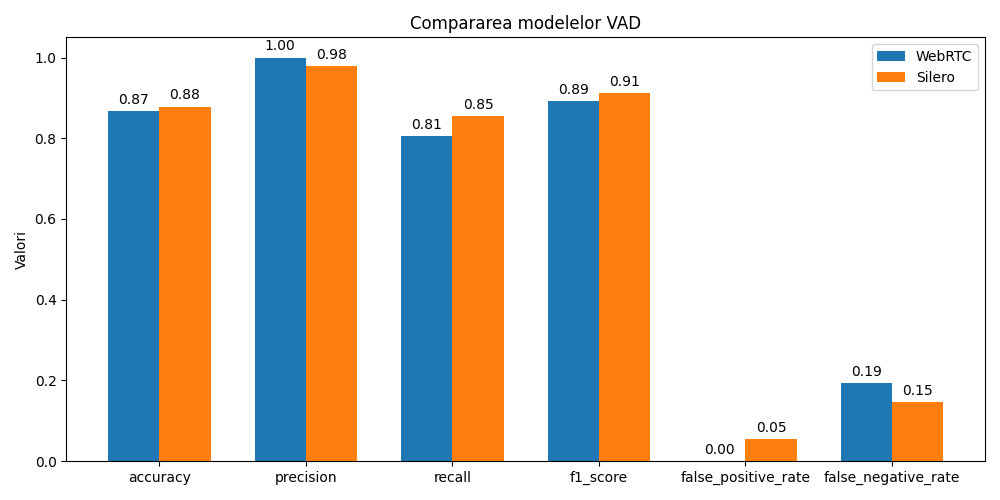 Compararea modelelor VAD
WebRTC
Silero
Valori
1.0
0.8
0.6
0.4
0.2
0.0
0.87
0.88
1.00
0.98
0.81
0.85
0.89
0.91
0.00
0.05
0.19
0.15
accuracy
precision
recall
f1_score
false_positive_rate
false_negative_rate